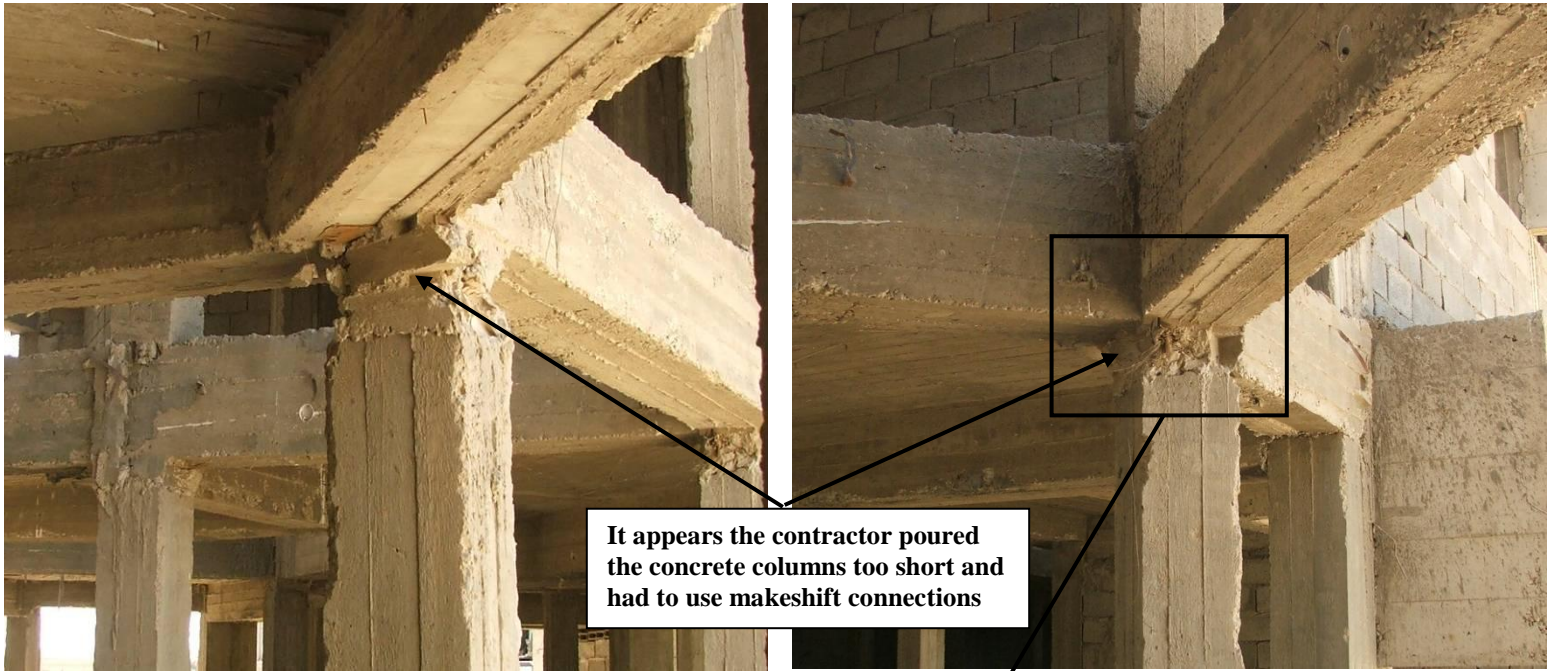 It appears the contractor poured
the concrete columns too short and
had to use makeshift connections